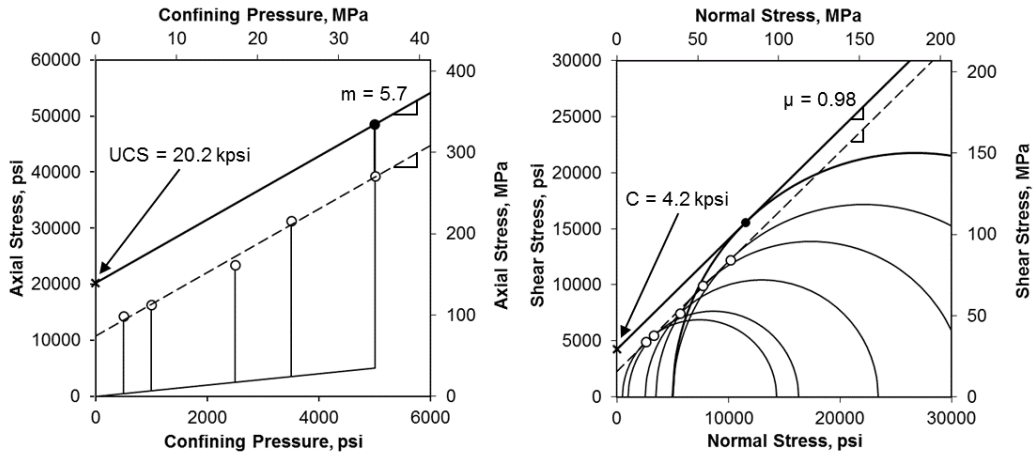 Confining Pressure, MPa
0 10 20 30 40
60000
50000
40000
30000
20000
10000
0
Axial Stress, psi
m = 5.7
UCS = 20.2 kpsi
400
300
200
100
0
Axial Stress, MPa
0 2000 4000 6000
Confining Pressure, psi
Normal Stress, MPa
0 50 100 150 200
30000
25000
20000
15000
10000
5000
0
Shear Stress, psi
μ = 0.98
C = 4.2 kpsi
200
150
100
50
0
Shear Stress, MPa
0 10000 20000 30000
Normal Stress, psi